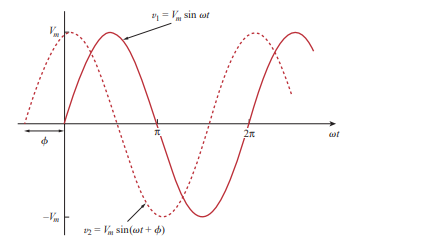 v₁ = Vₘ sin ωt
Vₘ
π
2π
ωt
ϕ
−Vₘ
v₂ = Vₘ sin(ωt + ϕ)